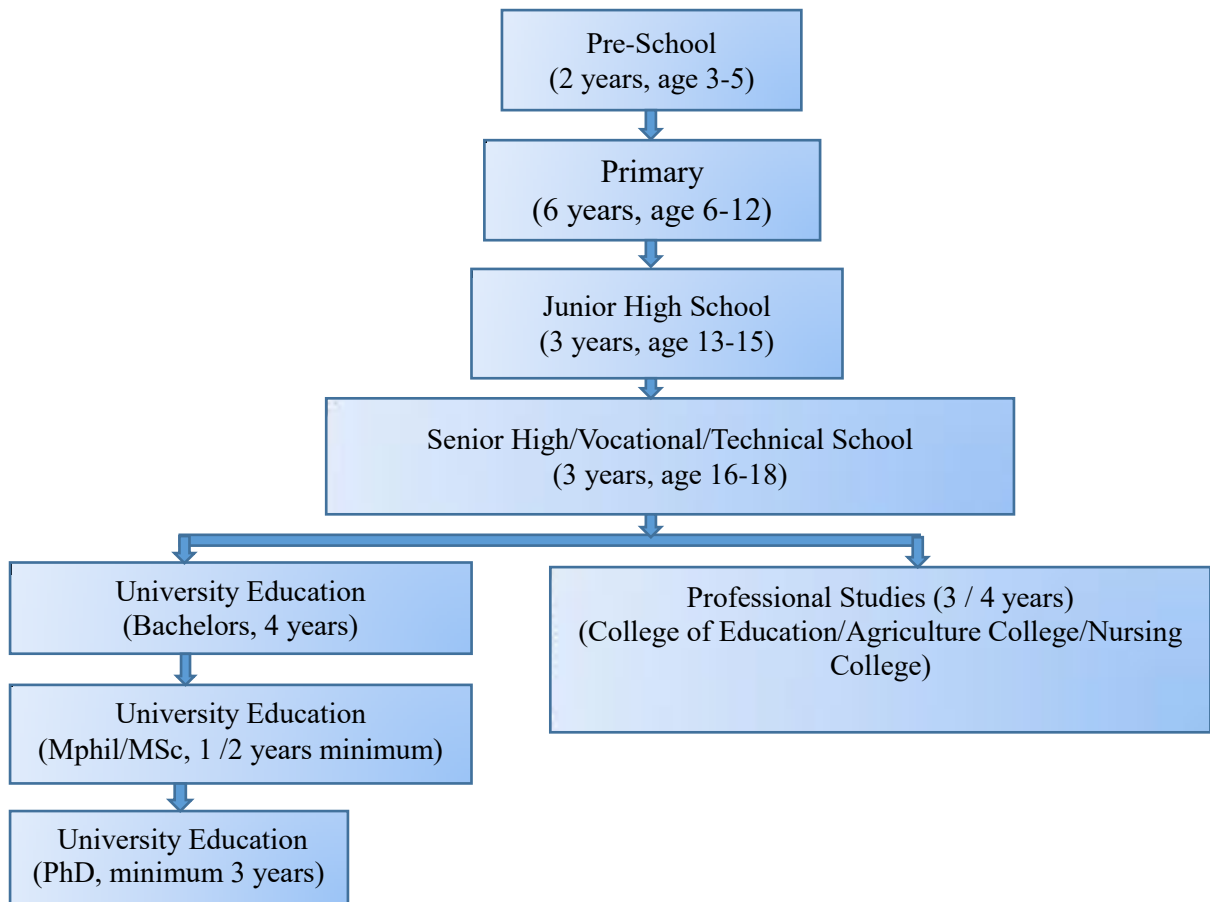 Pre-School
(2 years, age 3-5)
Primary
(6 years, age 6-12)
Junior High School
(3 years, age 13-15)
Senior High/Vocational/Technical School
(3 years, age 16-18)
University Education
(Bachelors, 4 years)
Professional Studies (3 / 4 years)
(College of Education/Agriculture College/Nursing
College)
University Education
(Mphil/MSc, 1 /2 years minimum)
University Education
(PhD, minimum 3 years)